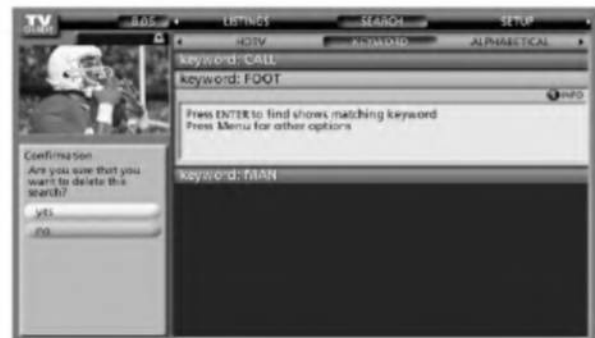 TV
GUIDE
8:05
LISTINGS
SEARCH
SETUP
HDTV
KEYWORD
ALPHABETICAL
keyword: CALL
keyword: FOOT
INFO
Press ENTER to find shows matching keyword
Press Menu for other options
keyword: MAN
Confirmation
Are you sure that you
want to delete this
search?
yes
no